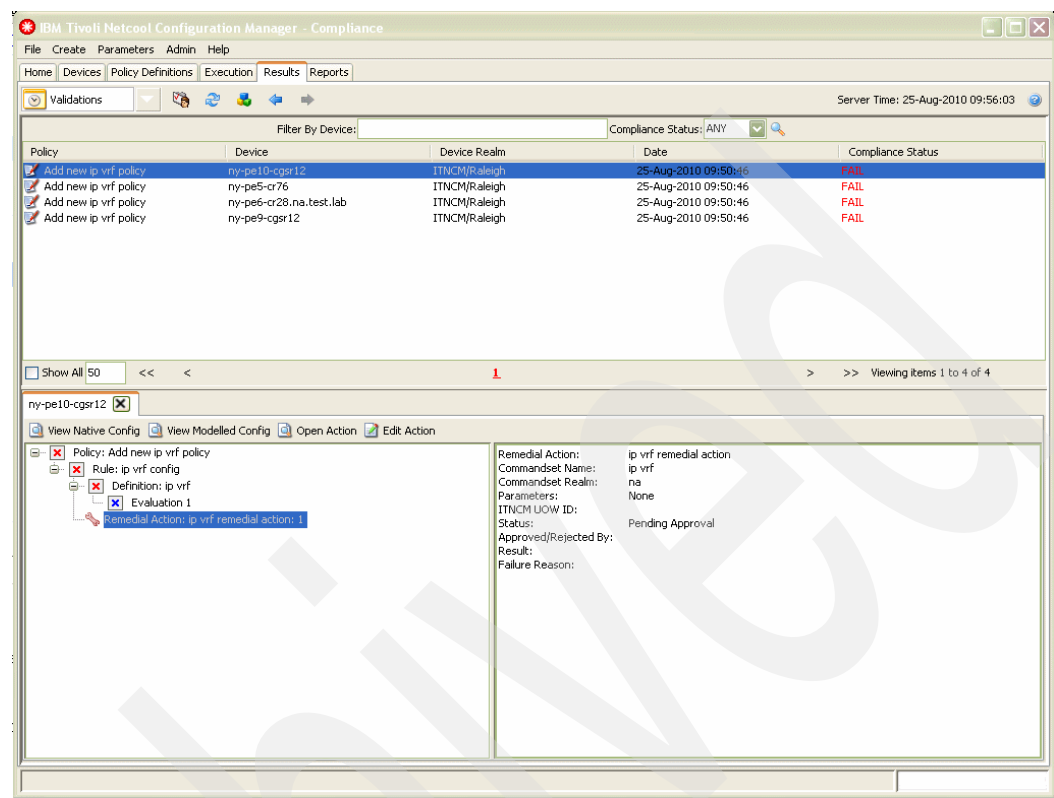 IBM Tivoli Netcool Configuration Manager - Compliance
File Create Parameters Admin Help
Home Devices Policy Definitions Execution Results Reports
Validations Server Time: 25-Aug-2010 09:56:03
Filter By Device: Compliance Status: ANY
Policy Device Device Realm Date Compliance Status
Add new ip vrf policy ny-pe10-cgsr12 ITNCM/Raleigh 25-Aug-2010 09:50:46 FAIL
Add new ip vrf policy ny-pe5-cr76 ITNCM/Raleigh 25-Aug-2010 09:50:46 FAIL
Add new ip vrf policy ny-pe6-cr28.na.test.lab ITNCM/Raleigh 25-Aug-2010 09:50:46 FAIL
Add new ip vrf policy ny-pe9-cgsr12 ITNCM/Raleigh 25-Aug-2010 09:50:46 FAIL
Show All 50 << < 1 > >> Viewing items 1 to 4 of 4
ny-pe10-cgsr12
View Native Config View Modelled Config Open Action Edit Action
Policy: Add new ip vrf policy
Rule: ip vrf config
Definition: ip vrf
Evaluation 1
Remedial Action: ip vrf remedial action: 1
Remedial Action: ip vrf remedial action
Commandset Name: ip vrf
Commandset Realm: na
Parameters: None
ITNCM UOW ID:
Status: Pending Approval
Approved/Rejected By:
Result:
Failure Reason: